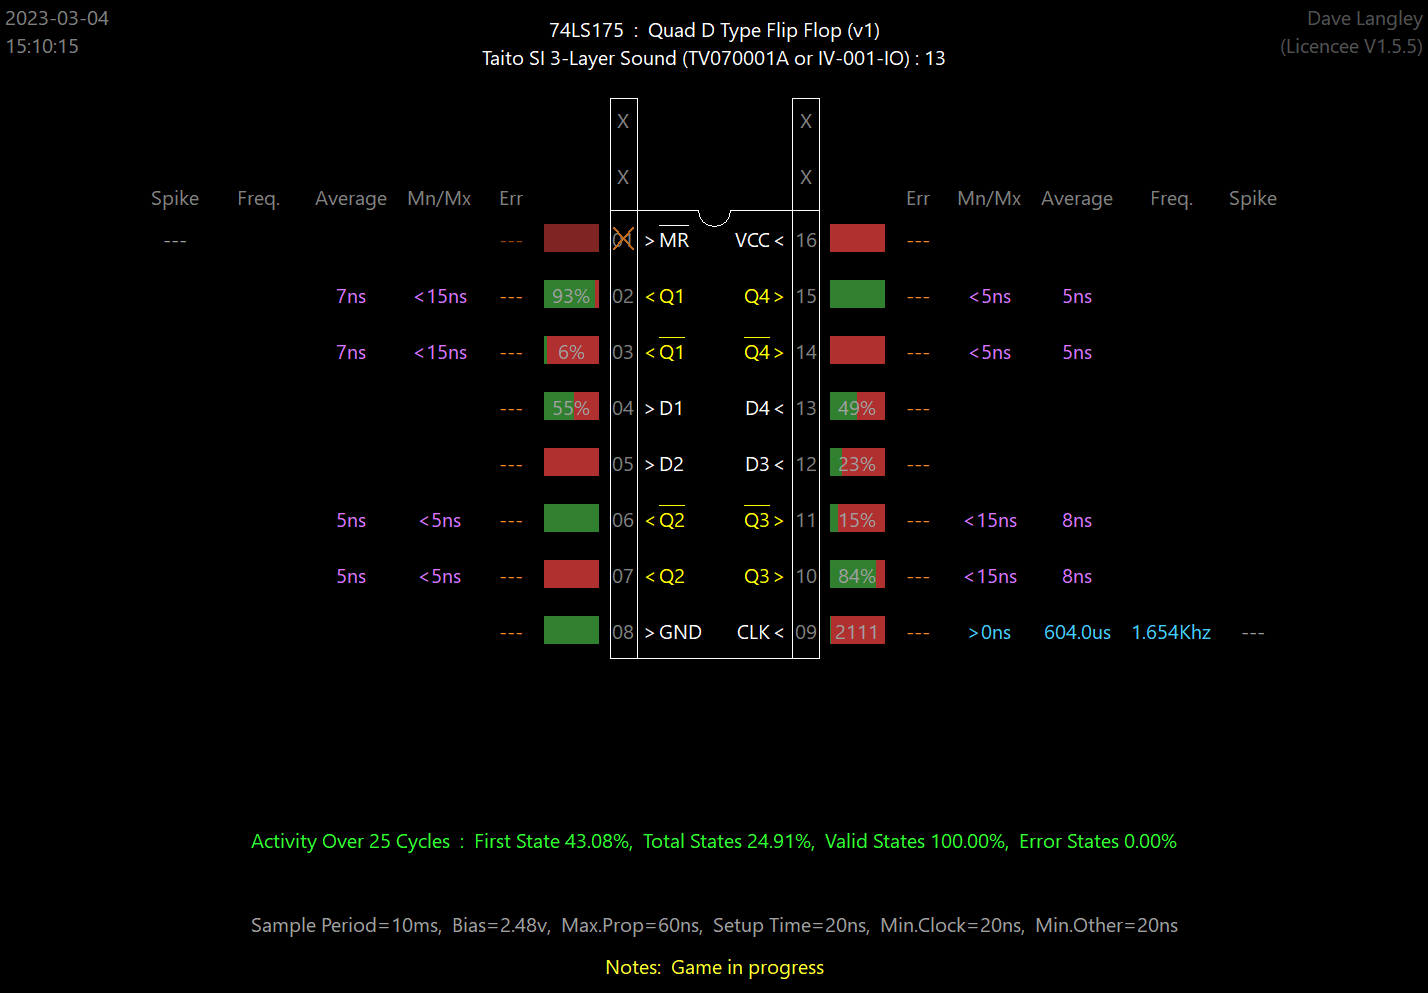 2023-03-04
15:10:15
74LS175 : Quad D Type Flip Flop (v1)
Taito SI 3-Layer Sound (TV070001A or IV-001-IO) : 13
Dave Langley
(Licencee V1.5.5)
X X
X X
Spike Freq. Average Mn/Mx Err Err Mn/Mx Average Freq. Spike
--- --- 01 >MR VCC< 16 ---
7ns <15ns --- 93% 02 <Q1 Q4> 15 --- <5ns 5ns
7ns <15ns --- 6% 03 <Q1 Q4> 14 --- <5ns 5ns
--- 55% 04 >D1 D4< 13 49% ---
--- 05 >D2 D3< 12 23% ---
5ns <5ns --- 06 <Q2 Q3> 11 15% --- <15ns 8ns
5ns <5ns --- 07 <Q2 Q3> 10 84% --- <15ns 8ns
--- 08 >GND CLK< 09 2111 --- >0ns 604.0us 1.654Khz ---
Activity Over 25 Cycles : First State 43.08%, Total States 24.91%, Valid States 100.00%, Error States 0.00%
Sample Period=10ms, Bias=2.48v, Max.Prop=60ns, Setup Time=20ns, Min.Clock=20ns, Min.Other=20ns
Notes: Game in progress